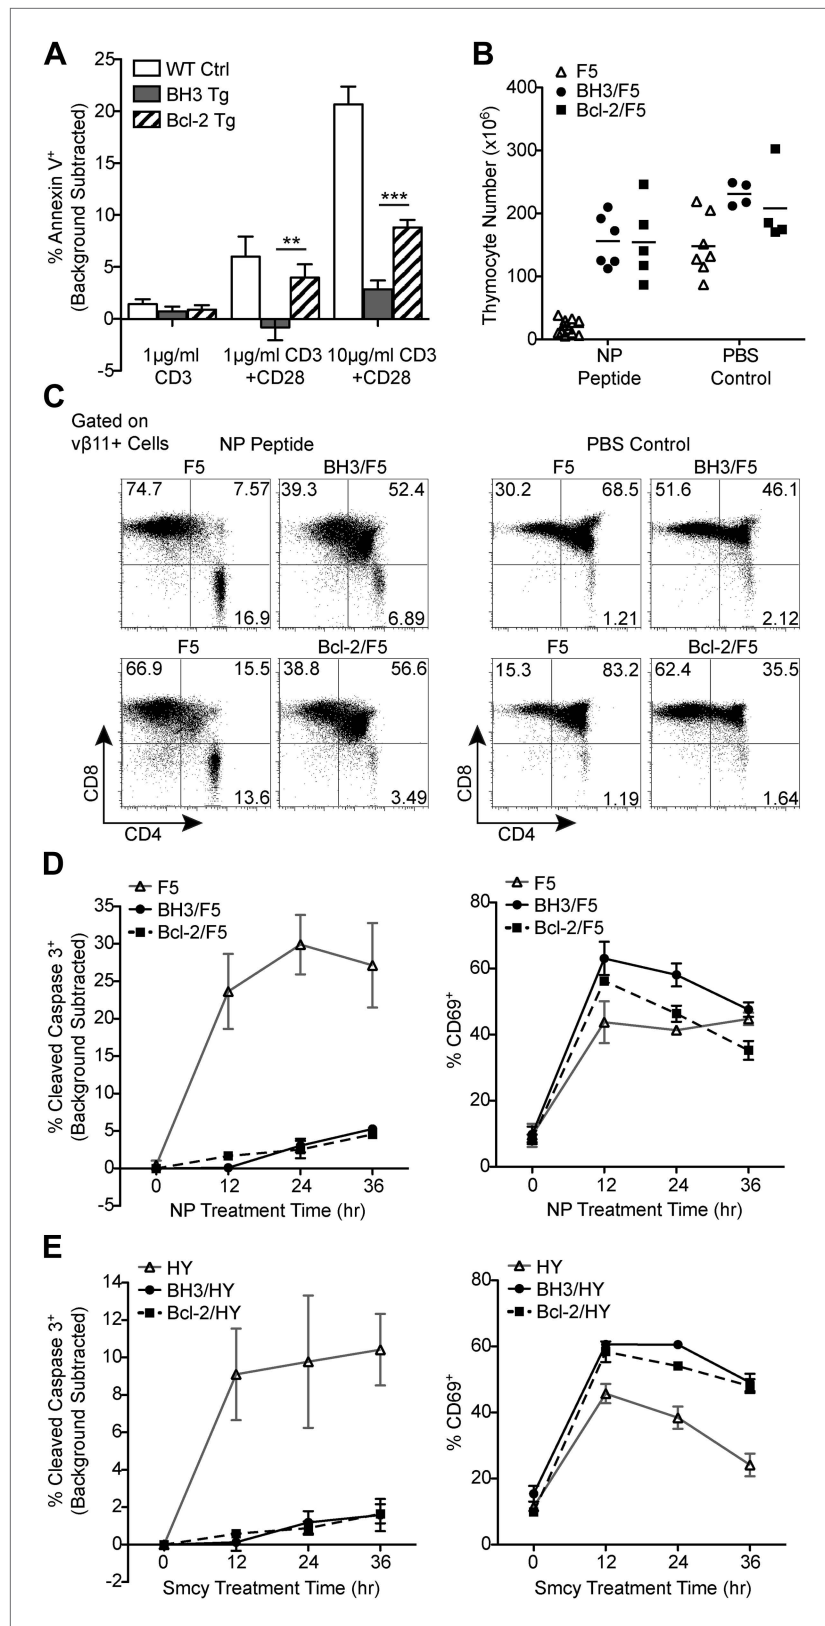 A
25
20
15
10
5
0
-5
% Annexin V+
(Background Subtracted)
WT Ctrl
BH3 Tg
Bcl-2 Tg
**
***
1µg/ml
CD3
1µg/ml CD3
+CD28
10µg/ml CD3
+CD28
B
F5
BH3/F5
Bcl-2/F5
400
300
200
100
0
Thymocyte Number (x10⁶)
NP
Peptide
PBS
Control
C
Gated on
vβ11+ Cells
NP Peptide
PBS Control
F5
BH3/F5
F5
BH3/F5
74.7
7.57
39.3
52.4
30.2
68.5
51.6
46.1
16.9
6.89
1.21
2.12
F5
Bcl-2/F5
F5
Bcl-2/F5
66.9
15.5
38.8
56.6
15.3
83.2
62.4
35.5
13.6
3.49
1.19
1.64
CD8
CD4
CD8
CD4
D
F5
BH3/F5
Bcl-2/F5
35
30
25
20
15
10
5
0
-5
% Cleaved Caspase 3+
(Background Subtracted)
0
12
24
36
NP Treatment Time (hr)
F5
BH3/F5
Bcl-2/F5
80
60
40
20
0
% CD69+
0
12
24
36
NP Treatment Time (hr)
E
HY
BH3/HY
Bcl-2/HY
14
12
10
8
6
4
2
0
-2
% Cleaved Caspase 3+
(Background Subtracted)
0
12
24
36
Smcy Treatment Time (hr)
HY
BH3/HY
Bcl-2/HY
80
60
40
20
0
% CD69+
0
12
24
36
Smcy Treatment Time (hr)